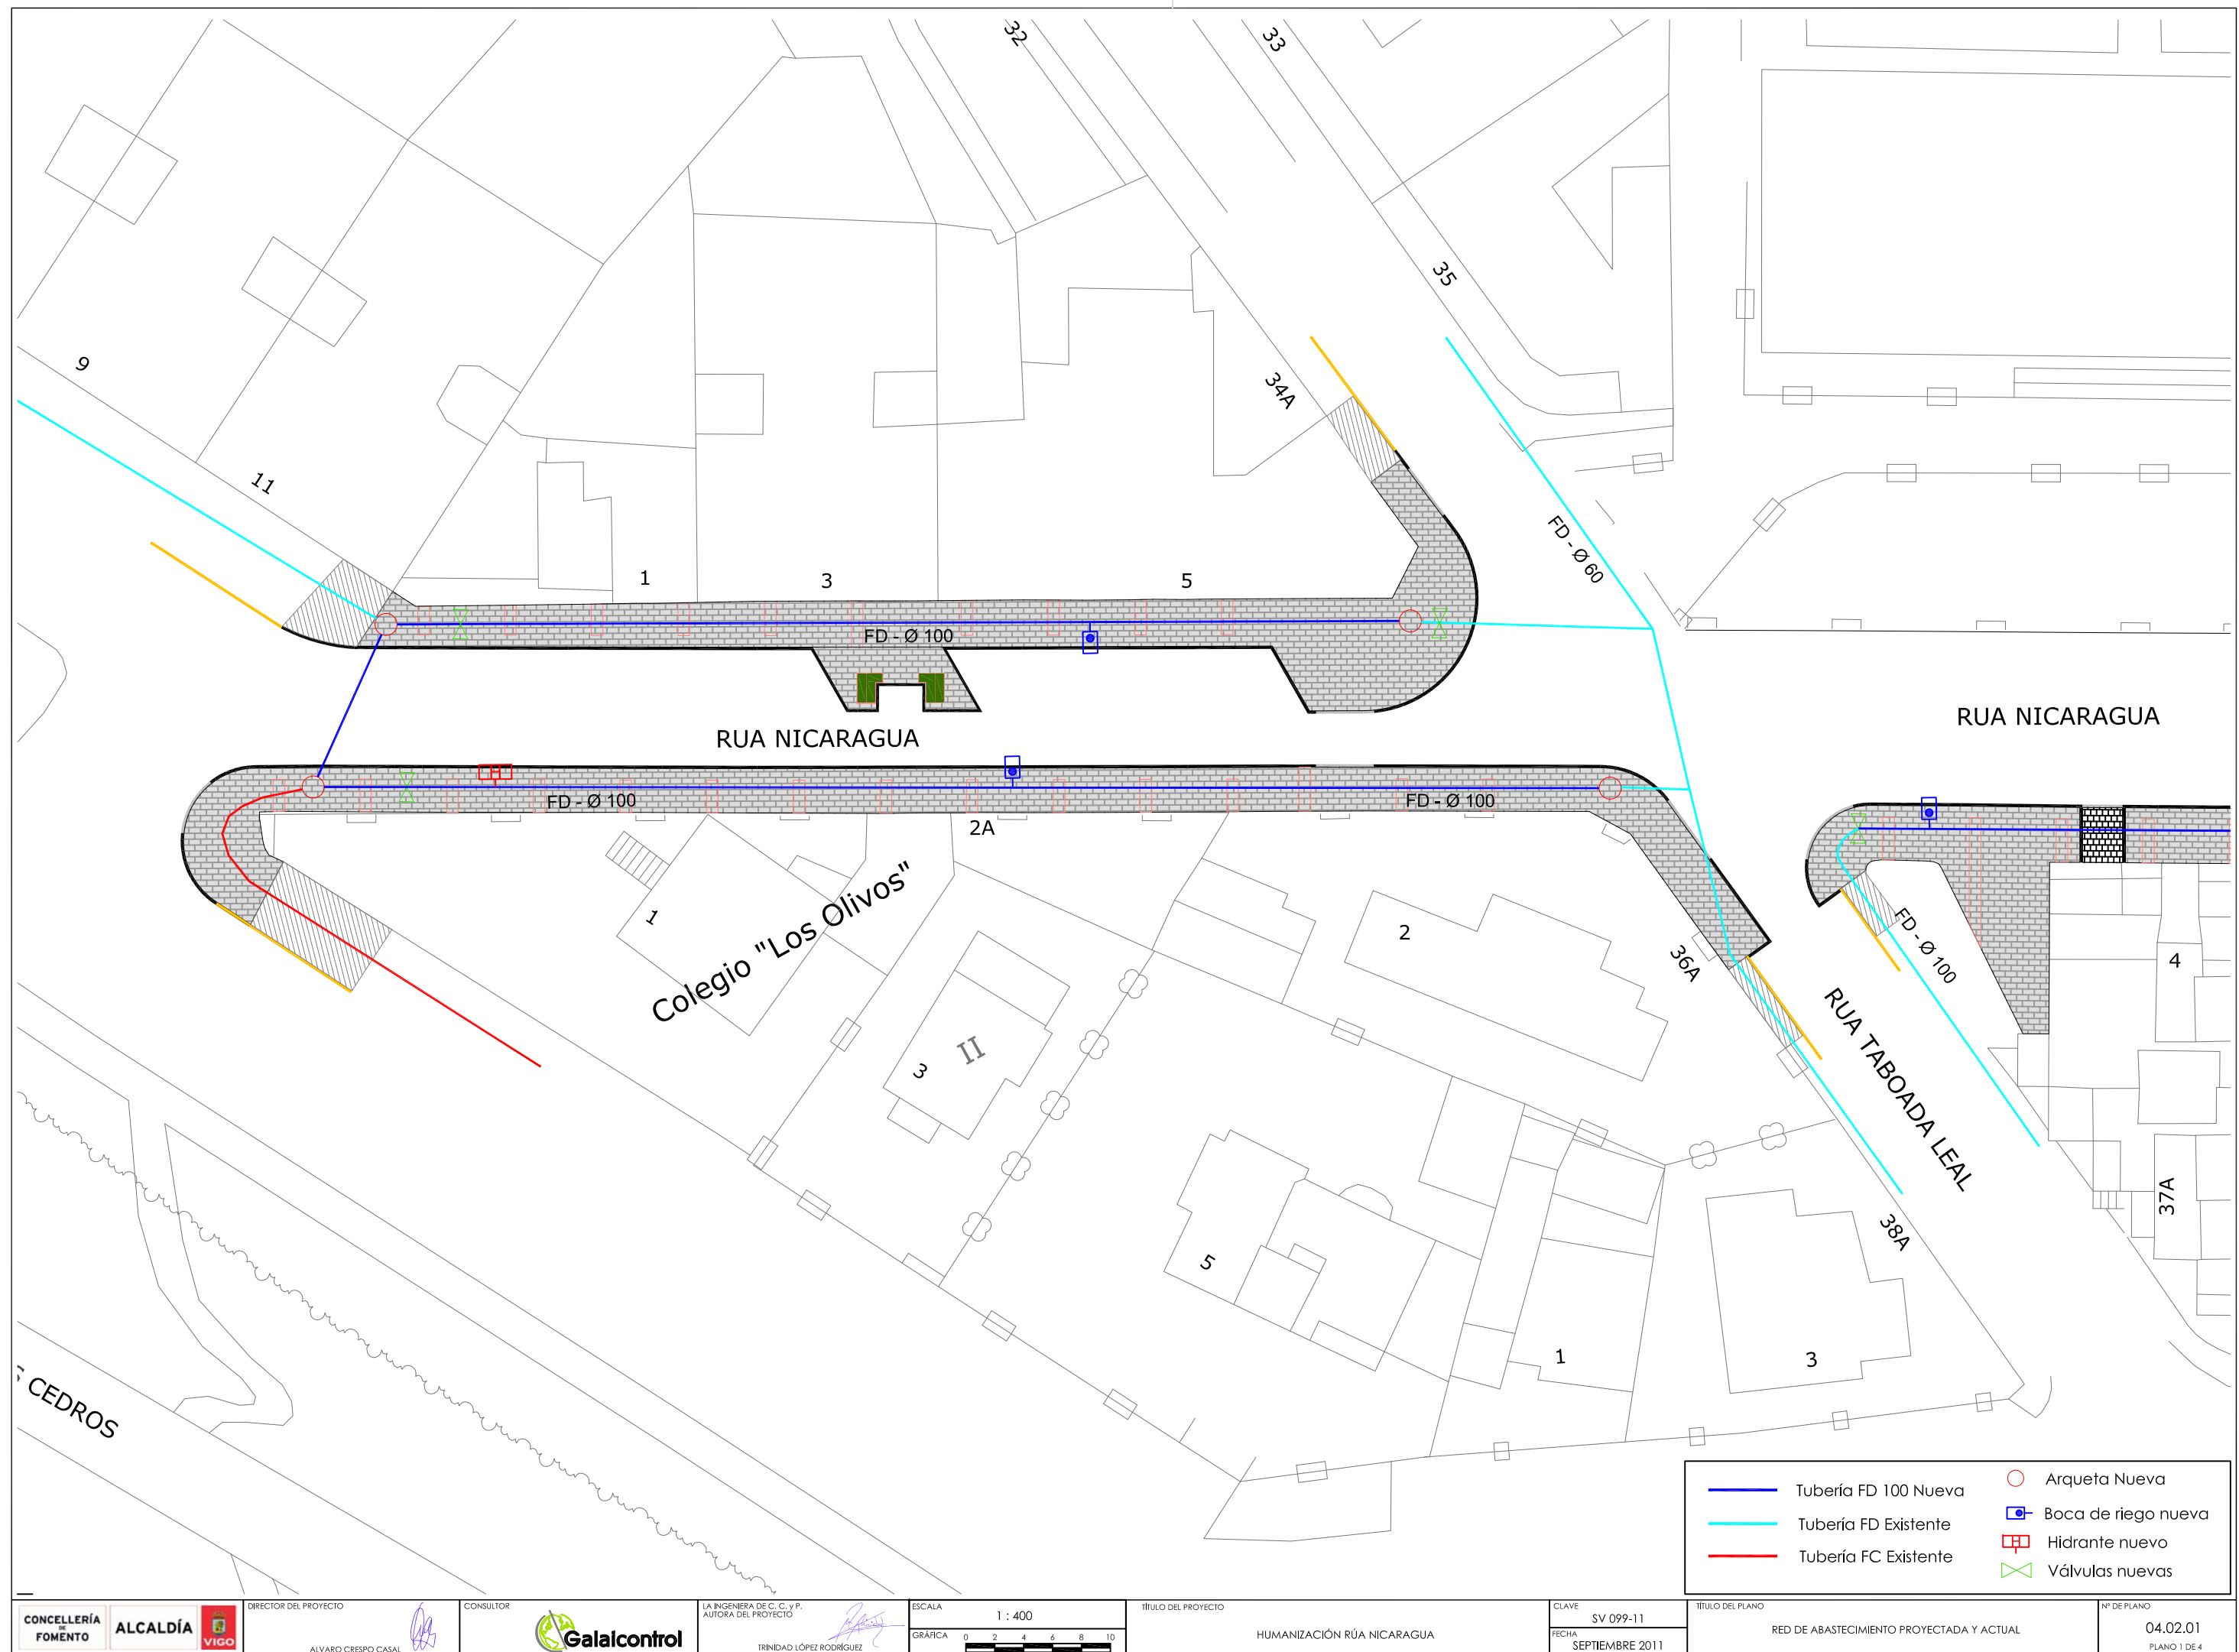 32
33
35
9
34A
11
FD - Ø 60
1
3
5
FD - Ø 100
RUA NICARAGUA
RUA NICARAGUA
FD - Ø 100
FD - Ø 100
2A
1
Colegio "Los Olivos"
2
36A
FD - Ø 100
4
3
II
RUA TABOADA LEAL
37A
38A
5
1
3
CEDROS
Tubería FD 100 Nueva
Tubería FD Existente
Tubería FC Existente
Arqueta Nueva
Boca de riego nueva
Hidrante nuevo
Válvulas nuevas
CONCELLERÍA
DE
FOMENTO
ALCALDÍA
VIGO
DIRECTOR DEL PROYECTO
ALVARO CRESPO CASAL
CONSULTOR
Galaicontrol
LA INGENIERA DE C. C. y P.
AUTORA DEL PROYECTO
TRINIDAD LÓPEZ RODRÍGUEZ
ESCALA
1 : 400
GRÁFICA 0 2 4 6 8 10
TÍTULO DEL PROYECTO
HUMANIZACIÓN RÚA NICARAGUA
CLAVE
SV 099-11
FECHA
SEPTIEMBRE 2011
TÍTULO DEL PLANO
RED DE ABASTECIMIENTO PROYECTADA Y ACTUAL
Nº DE PLANO
04.02.01
PLANO 1 DE 4